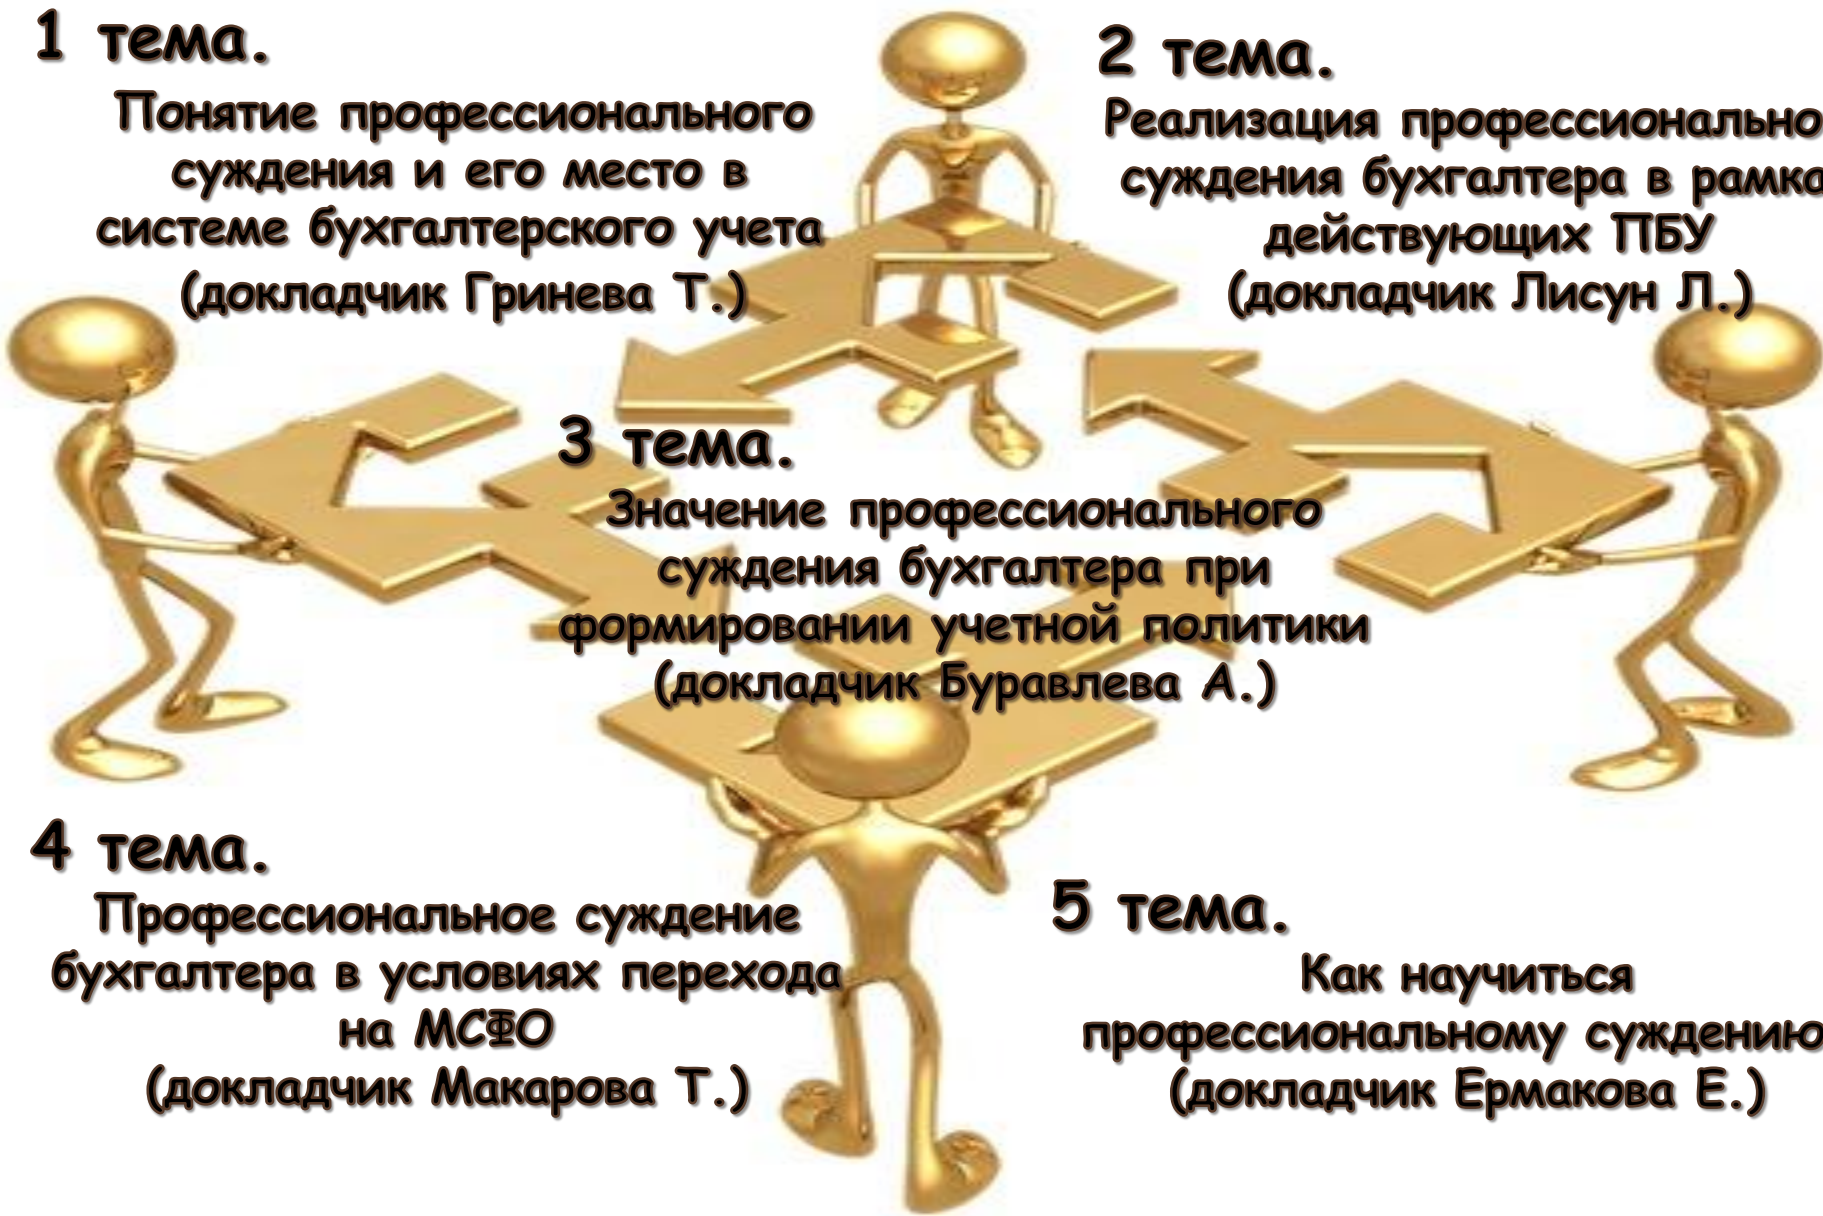 1 тема.
Понятие профессионального
суждения и его место в
системе бухгалтерского учета
(докладчик Гринева Т.)
2 тема.
Реализация профессионально
суждения бухгалтера в рамка
действующих ПБУ
(докладчик Лисун Л.)
3 тема.
Значение профессионального
суждения бухгалтера при
формировании учетной политики
(докладчик Буравлева А.)
4 тема.
Профессиональное суждение
бухгалтера в условиях перехода
на МСФО
(докладчик Макарова Т.)
5 тема.
Как научиться
профессиональному суждению
(докладчик Ермакова Е.)